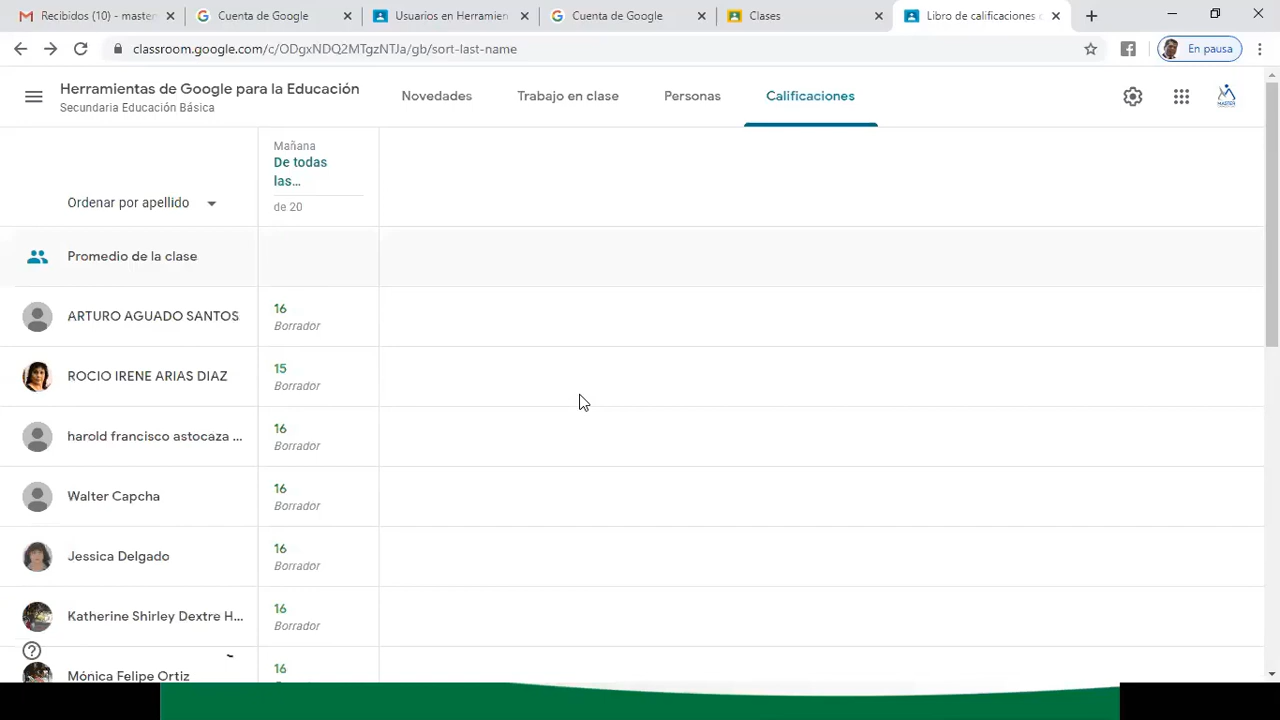 Recibidos (10) - master
Cuenta de Google
Usuarios en Herramien
Cuenta de Google
Clases
Libro de calificaciones
classroom.google.com/c/ODgxNDQ2MTgzNTJa/gb/sort-last-name
En pausa
Herramientas de Google para la Educación
Secundaria Educación Básica
Novedades
Trabajo en clase
Personas
Calificaciones
Mañana
De todas
las...
de 20
Ordenar por apellido
Promedio de la clase
ARTURO AGUADO SANTOS
16
Borrador
ROCIO IRENE ARIAS DIAZ
15
Borrador
harold francisco astocaza ...
16
Borrador
Walter Capcha
16
Borrador
Jessica Delgado
16
Borrador
Katherine Shirley Dextre H...
16
Borrador
Mónica Felipe Ortiz
16